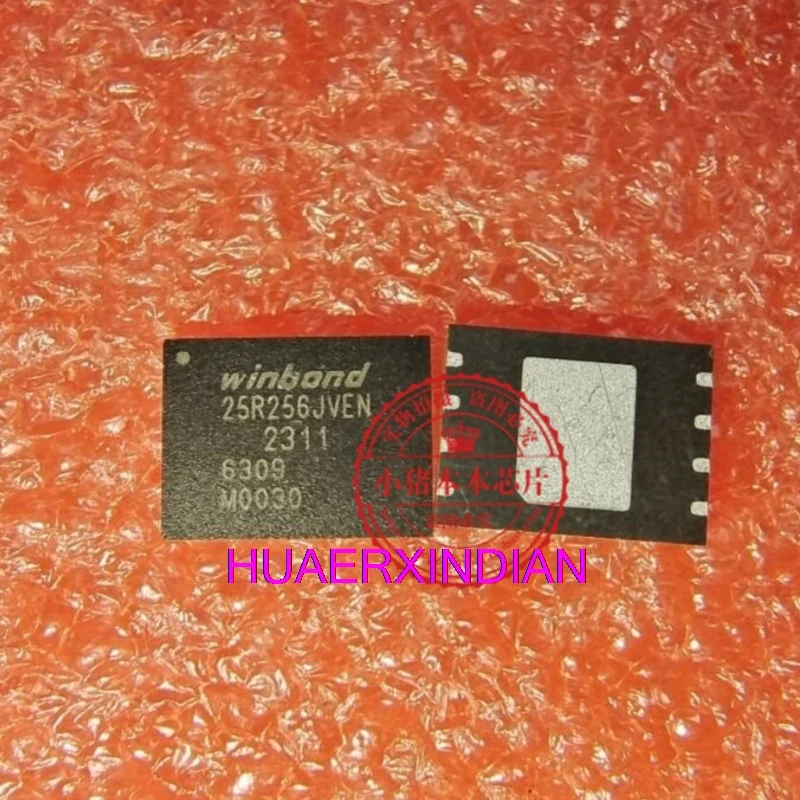 winbond
25R256JVEN
2311
6309
M0030
小猪本本芯片
HUAERXINDIAN